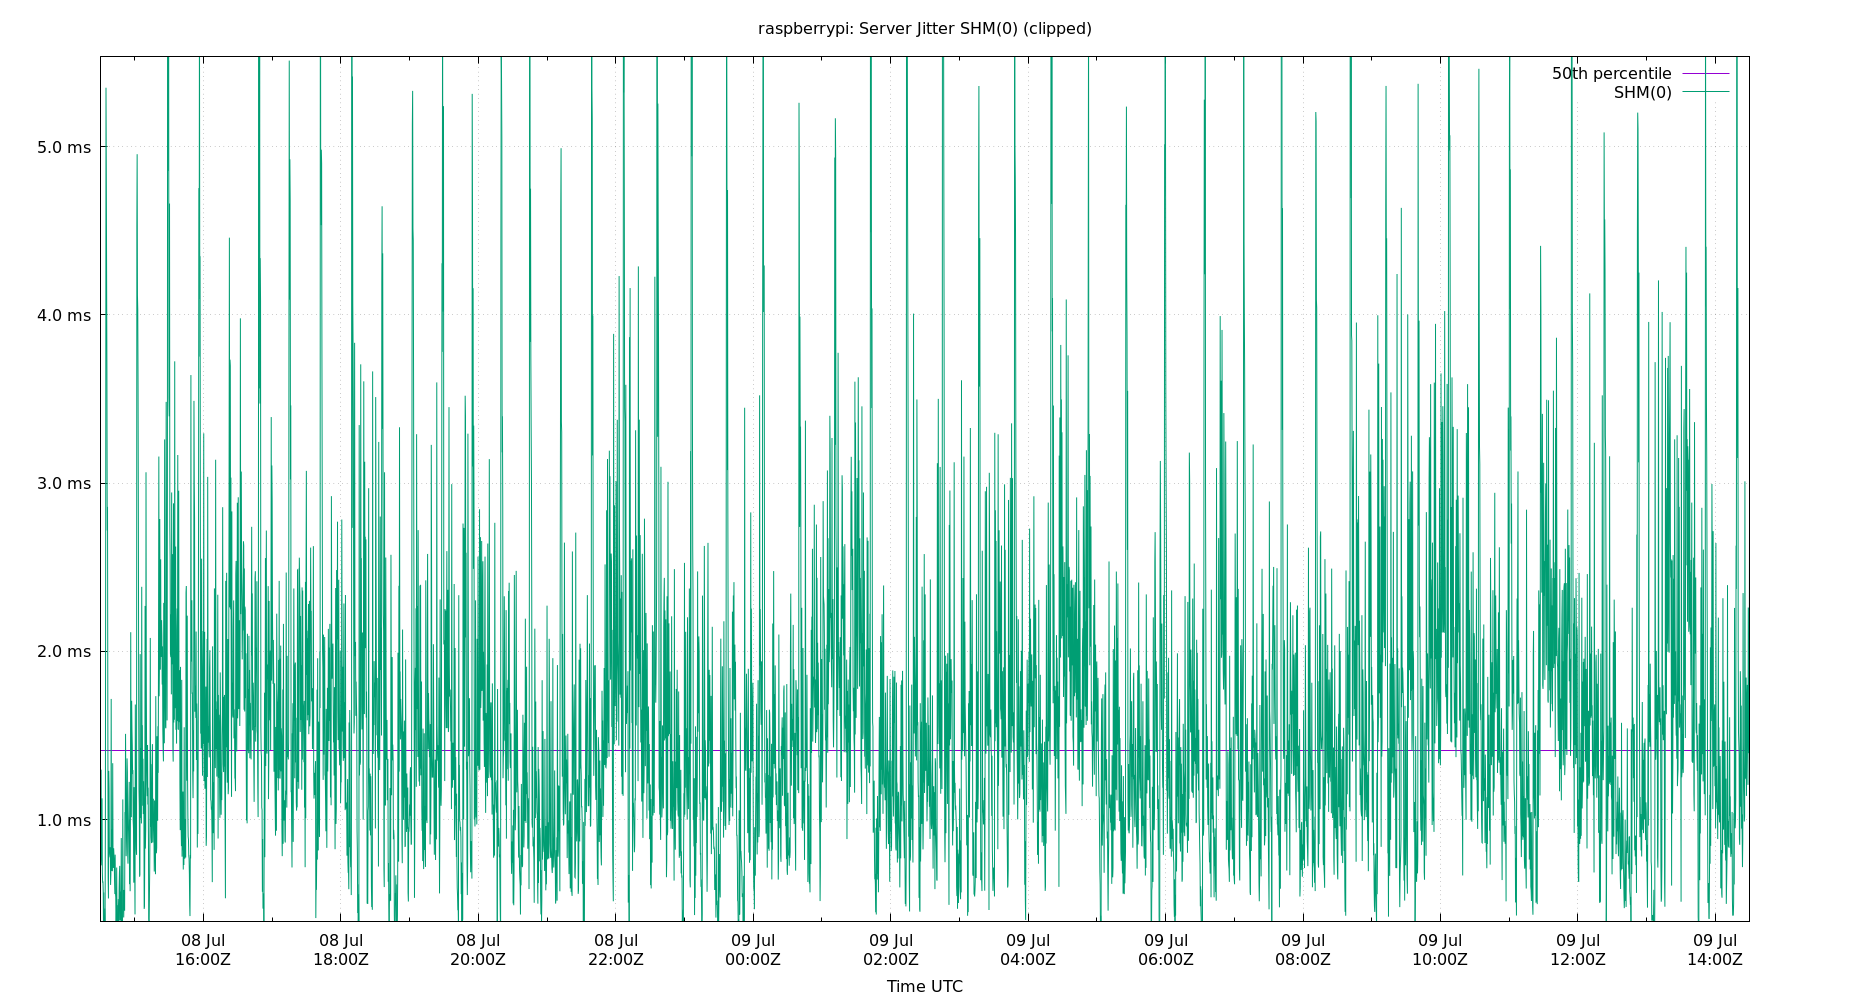 raspberrypi: Server Jitter SHM(0) (clipped)
50th percentile
SHM(0)
5.0 ms
4.0 ms
3.0 ms
2.0 ms
1.0 ms
08 Jul 08 Jul 08 Jul 08 Jul 09 Jul 09 Jul 09 Jul 09 Jul 09 Jul 09 Jul 09 Jul 09 Jul
16:00Z 18:00Z 20:00Z 22:00Z 00:00Z 02:00Z 04:00Z 06:00Z 08:00Z 10:00Z 12:00Z 14:00Z
Time UTC